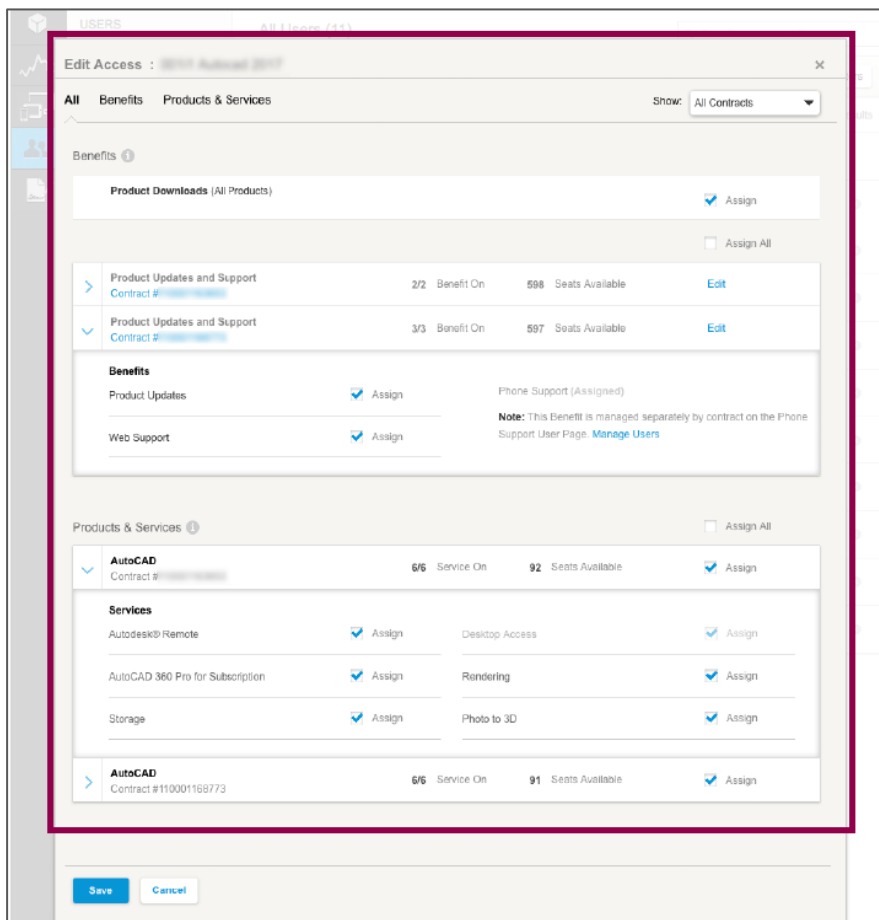 USERS
All Users (11)
Edit Access :
All Benefits Products & Services Show: All Contracts
Benefits
Product Downloads (All Products) Assign
Assign All
Product Updates and Support
Contract #
2/2 Benefit On 598 Seats Available Edit
Product Updates and Support
Contract #
3/3 Benefit On 597 Seats Available Edit
Benefits
Product Updates Assign
Web Support Assign
Phone Support (Assigned)
Note: This Benefit is managed separately by contract on the Phone
Support User Page. Manage Users
Products & Services Assign All
AutoCAD
Contract #
6/6 Service On 92 Seats Available Assign
Services
Autodesk® Remote Assign Desktop Access Assign
AutoCAD 360 Pro for Subscription Assign Rendering Assign
Storage Assign Photo to 3D Assign
AutoCAD
Contract #110001168773
6/6 Service On 91 Seats Available Assign
Save Cancel